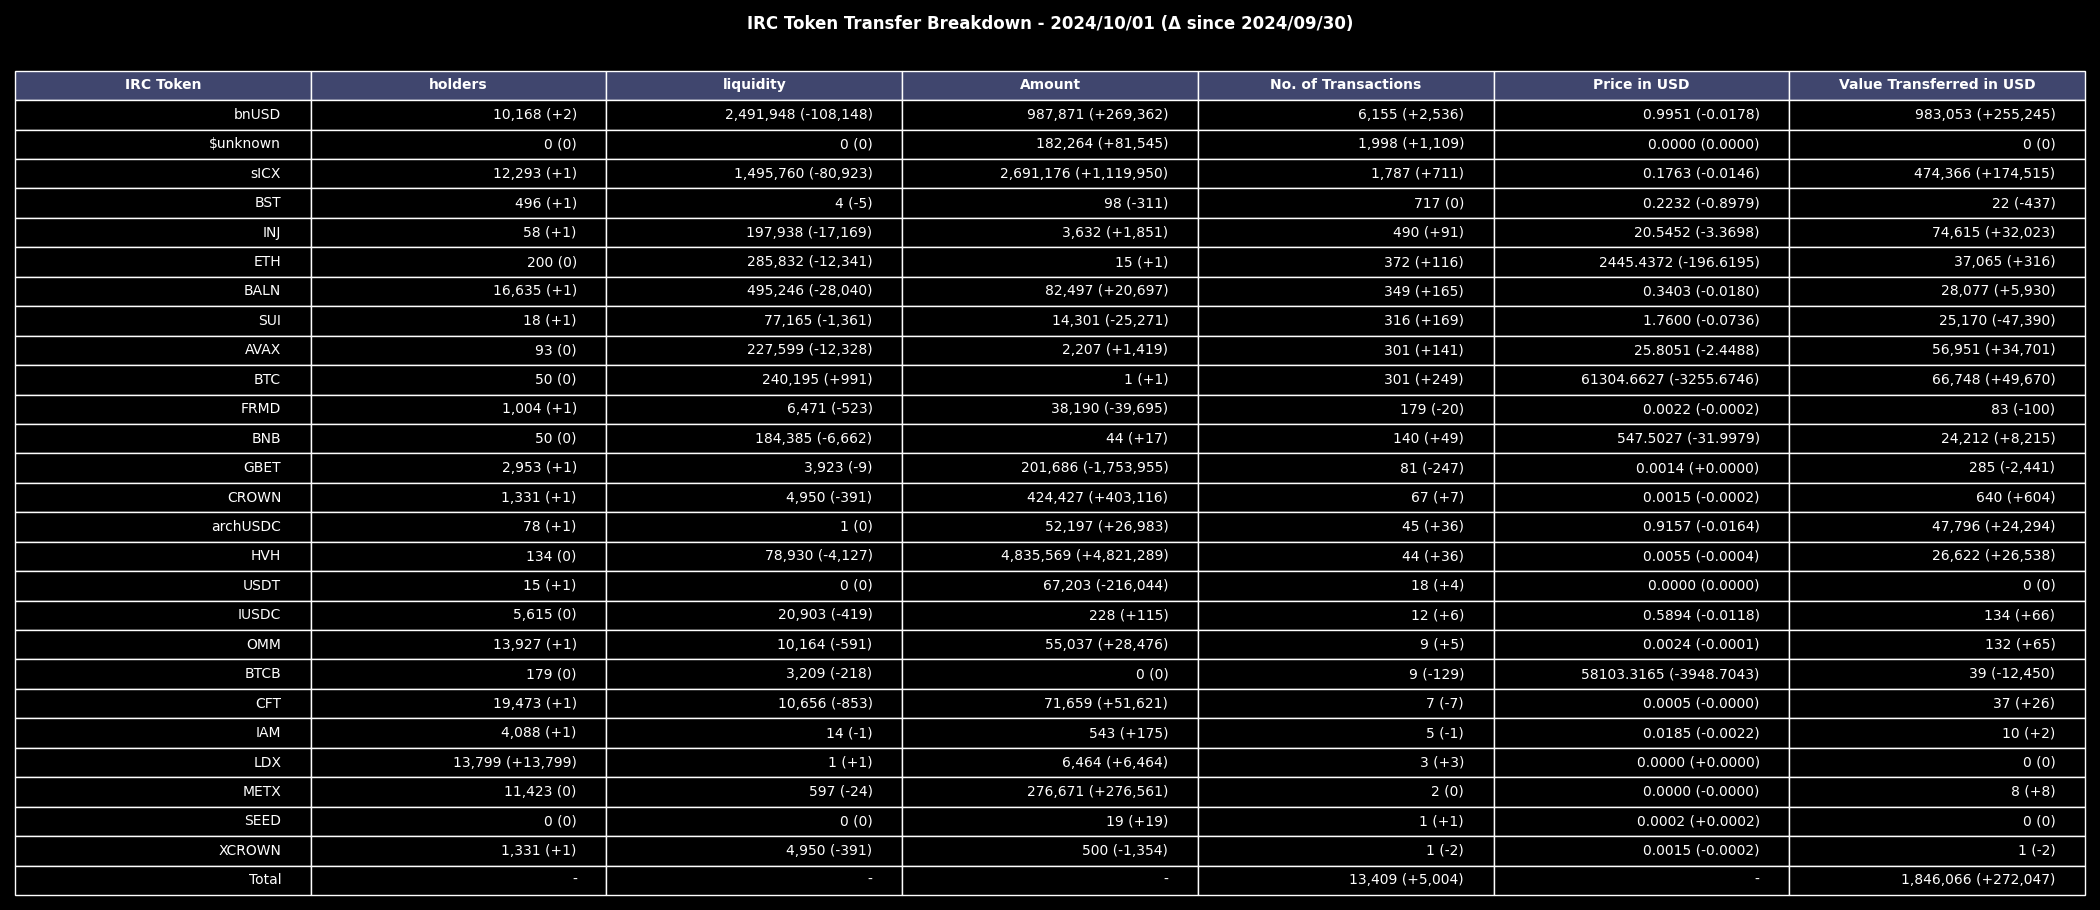 IRC Token Transfer Breakdown - 2024/10/01 (Δ since 2024/09/30)
IRC Token holders liquidity Amount No. of Transactions Price in USD Value Transferred in USD
bnUSD 10,168 (+2) 2,491,948 (-108,148) 987,871 (+269,362) 6,155 (+2,536) 0.9951 (-0.0178) 983,053 (+255,245)
$unknown 0 (0) 0 (0) 182,264 (+81,545) 1,998 (+1,109) 0.0000 (0.0000) 0 (0)
sICX 12,293 (+1) 1,495,760 (-80,923) 2,691,176 (+1,119,950) 1,787 (+711) 0.1763 (-0.0146) 474,366 (+174,515)
BST 496 (+1) 4 (-5) 98 (-311) 717 (0) 0.2232 (-0.8979) 22 (-437)
INJ 58 (+1) 197,938 (-17,169) 3,632 (+1,851) 490 (+91) 20.5452 (-3.3698) 74,615 (+32,023)
ETH 200 (0) 285,832 (-12,341) 15 (+1) 372 (+116) 2445.4372 (-196.6195) 37,065 (+316)
BALN 16,635 (+1) 495,246 (-28,040) 82,497 (+20,697) 349 (+165) 0.3403 (-0.0180) 28,077 (+5,930)
SUI 18 (+1) 77,165 (-1,361) 14,301 (-25,271) 316 (+169) 1.7600 (-0.0736) 25,170 (-47,390)
AVAX 93 (0) 227,599 (-12,328) 2,207 (+1,419) 301 (+141) 25.8051 (-2.4488) 56,951 (+34,701)
BTC 50 (0) 240,195 (+991) 1 (+1) 301 (+249) 61304.6627 (-3255.6746) 66,748 (+49,670)
FRMD 1,004 (+1) 6,471 (-523) 38,190 (-39,695) 179 (-20) 0.0022 (-0.0002) 83 (-100)
BNB 50 (0) 184,385 (-6,662) 44 (+17) 140 (+49) 547.5027 (-31.9979) 24,212 (+8,215)
GBET 2,953 (+1) 3,923 (-9) 201,686 (-1,753,955) 81 (-247) 0.0014 (+0.0000) 285 (-2,441)
CROWN 1,331 (+1) 4,950 (-391) 424,427 (+403,116) 67 (+7) 0.0015 (-0.0002) 640 (+604)
archUSDC 78 (+1) 1 (0) 52,197 (+26,983) 45 (+36) 0.9157 (-0.0164) 47,796 (+24,294)
HVH 134 (0) 78,930 (-4,127) 4,835,569 (+4,821,289) 44 (+36) 0.0055 (-0.0004) 26,622 (+26,538)
USDT 15 (+1) 0 (0) 67,203 (-216,044) 18 (+4) 0.0000 (0.0000) 0 (0)
IUSDC 5,615 (0) 20,903 (-419) 228 (+115) 12 (+6) 0.5894 (-0.0118) 134 (+66)
OMM 13,927 (+1) 10,164 (-591) 55,037 (+28,476) 9 (+5) 0.0024 (-0.0001) 132 (+65)
BTCB 179 (0) 3,209 (-218) 0 (0) 9 (-129) 58103.3165 (-3948.7043) 39 (-12,450)
CFT 19,473 (+1) 10,656 (-853) 71,659 (+51,621) 7 (-7) 0.0005 (-0.0000) 37 (+26)
IAM 4,088 (+1) 14 (-1) 543 (+175) 5 (-1) 0.0185 (-0.0022) 10 (+2)
LDX 13,799 (+13,799) 1 (+1) 6,464 (+6,464) 3 (+3) 0.0000 (+0.0000) 0 (0)
METX 11,423 (0) 597 (-24) 276,671 (+276,561) 2 (0) 0.0000 (-0.0000) 8 (+8)
SEED 0 (0) 0 (0) 19 (+19) 1 (+1) 0.0002 (+0.0002) 0 (0)
XCROWN 1,331 (+1) 4,950 (-391) 500 (-1,354) 1 (-2) 0.0015 (-0.0002) 1 (-2)
Total - - - 13,409 (+5,004) - 1,846,066 (+272,047)